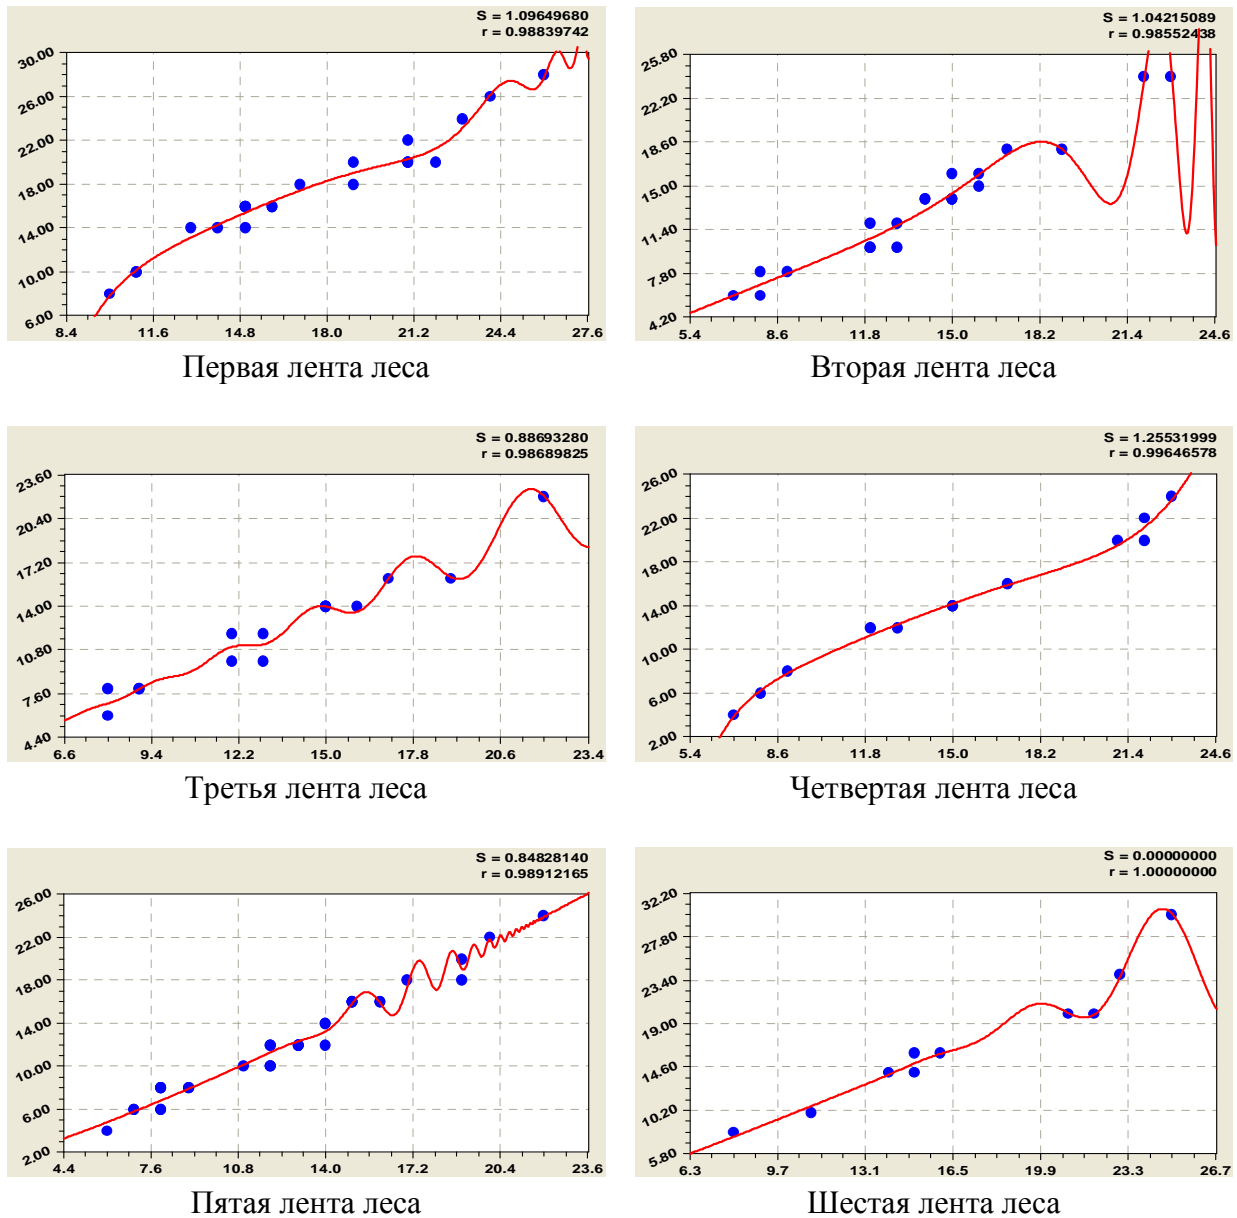 S = 1.09649680
r = 0.98839742
30.00
26.00
22.00
18.00
14.00
10.00
6.00
8.4 11.6 14.8 18.0 21.2 24.4 27.6
Первая лента леса
S = 1.04215089
r = 0.98552438
25.80
22.20
18.60
15.00
11.40
7.80
4.20
5.4 8.6 11.8 15.0 18.2 21.4 24.6
Вторая лента леса
S = 0.88693280
r = 0.98689825
23.60
20.40
17.20
14.00
10.80
7.60
4.40
6.6 9.4 12.2 15.0 17.8 20.6 23.4
Третья лента леса
S = 1.25531999
r = 0.99646578
26.00
22.00
18.00
14.00
10.00
6.00
2.00
5.4 8.6 11.8 15.0 18.2 21.4 24.6
Четвертая лента леса
S = 0.84828140
r = 0.98912165
26.00
22.00
18.00
14.00
10.00
6.00
2.00
4.4 7.6 10.8 14.0 17.2 20.4 23.6
Пятая лента леса
S = 0.00000000
r = 1.00000000
32.20
27.80
23.40
19.00
14.60
10.20
5.80
6.3 9.7 13.1 16.5 19.9 23.3 26.7
Шестая лента леса